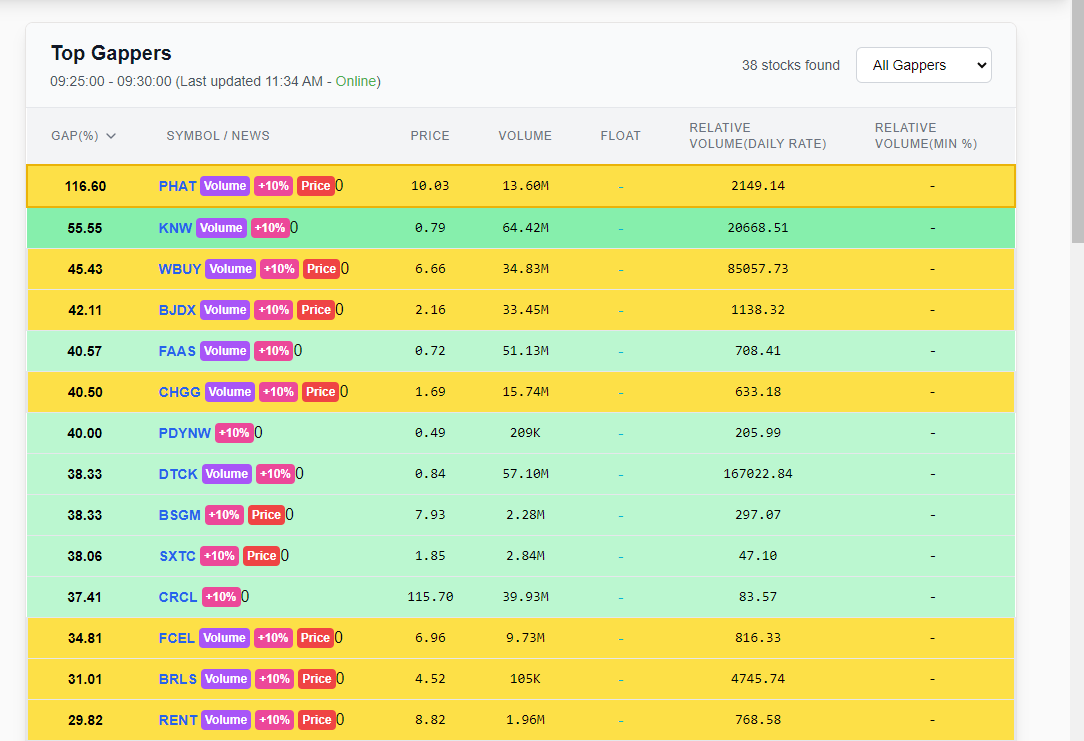 Top Gappers
09:25:00 - 09:30:00 (Last updated 11:34 AM - Online)
38 stocks found
All Gappers
GAP(%) SYMBOL / NEWS PRICE VOLUME FLOAT RELATIVE VOLUME(DAILY RATE) RELATIVE VOLUME(MIN %)
116.60 PHAT Volume +10% Price 0 10.03 13.60M - 2149.14 -
55.55 KNW Volume +10% 0 0.79 64.42M - 20668.51 -
45.43 WBUY Volume +10% Price 0 6.66 34.83M - 85057.73 -
42.11 BJDX Volume +10% Price 0 2.16 33.45M - 1138.32 -
40.57 FAAS Volume +10% 0 0.72 51.13M - 708.41 -
40.50 CHGG Volume +10% Price 0 1.69 15.74M - 633.18 -
40.00 PDYNW +10% 0 0.49 209K - 205.99 -
38.33 DTCK Volume +10% 0 0.84 57.10M - 167022.84 -
38.33 BSGM +10% Price 0 7.93 2.28M - 297.07 -
38.06 SXTC +10% Price 0 1.85 2.84M - 47.10 -
37.41 CRCL +10% 0 115.70 39.93M - 83.57 -
34.81 FCEL Volume +10% Price 0 6.96 9.73M - 816.33 -
31.01 BRLS Volume +10% Price 0 4.52 105K - 4745.74 -
29.82 RENT Volume +10% Price 0 8.82 1.96M - 768.58 -